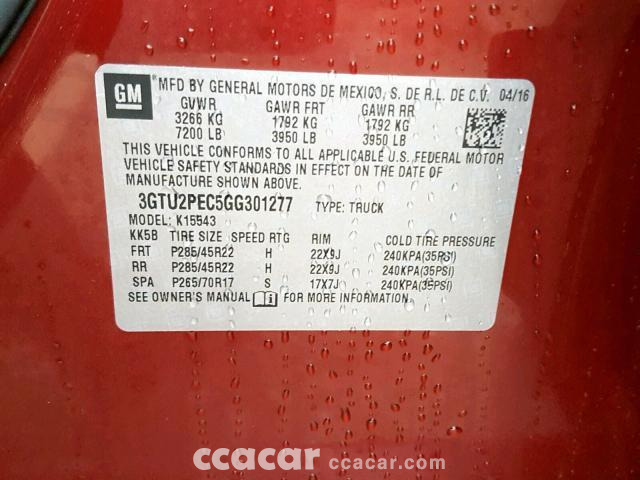 GM
MFD BY GENERAL MOTORS DE MEXICO, S. DE R.L. DE C.V. 04/16
GVWR GAWR FRT GAWR RR
3266 KG 1792 KG 1792 KG
7200 LB 3950 LB 3950 LB
THIS VEHICLE CONFORMS TO ALL APPLICABLE U.S. FEDERAL MOTOR
VEHICLE SAFETY STANDARDS IN EFFECT ON THE DATE OF
MANUFACTURE SHOWN ABOVE.
3GTU2PEC5GG301277 TYPE: TRUCK
MODEL: K15543
KK5B TIRE SIZE SPEED RTG RIM COLD TIRE PRESSURE
FRT P285/45R22 H 22X9J 240KPA(35PSI)
RR P285/45R22 H 22X9J 240KPA(35PSI)
SPA P265/70R17 S 17X7J 240KPA(35PSI)
SEE OWNER'S MANUAL FOR MORE INFORMATION.
ccacar ccacar.com